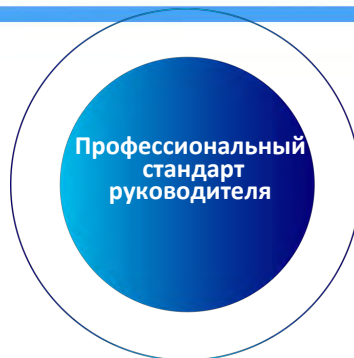 Профессиональный
стандарт
руководителя